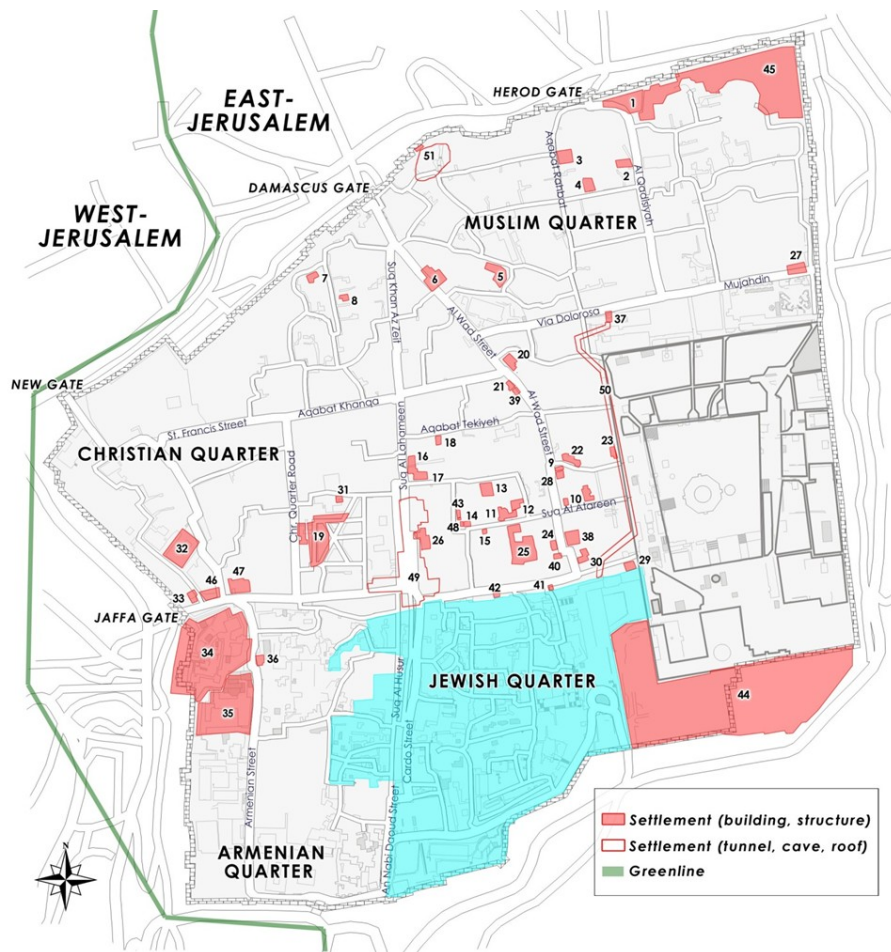 EAST-
JERUSALEM
WEST-
JERUSALEM
HEROD GATE
DAMASCUS GATE
NEW GATE
JAFFA GATE
MUSLIM QUARTER
CHRISTIAN QUARTER
JEWISH QUARTER
ARMENIAN
QUARTER
45
1
51
3
2
4
Aqabat Rahbat
Al Qadsiyah
27
Mujahdin
7
8
6
5
Suq Khan Az Zeit
Al Wad Street
Via Dolorosa
37
20
21
39
50
Al Wad Street
St. Francis Street
Aqabat Khanqa
Aqabat Tekiyeh
18
16
17
Suq Al Lahameen
Chr. Quarter Road
9
22
23
28
31
13
43
14
48
11
12
10
Suq Al Atareen
15
19
26
25
24
38
40
30
29
32
33
46
47
49
42
41
34
36
35
44
Suq Al Husur
Cardo Street
Armenian Street
An Nabi Daoud Street
N
Settlement (building, structure)
Settlement (tunnel, cave, roof)
Greenline